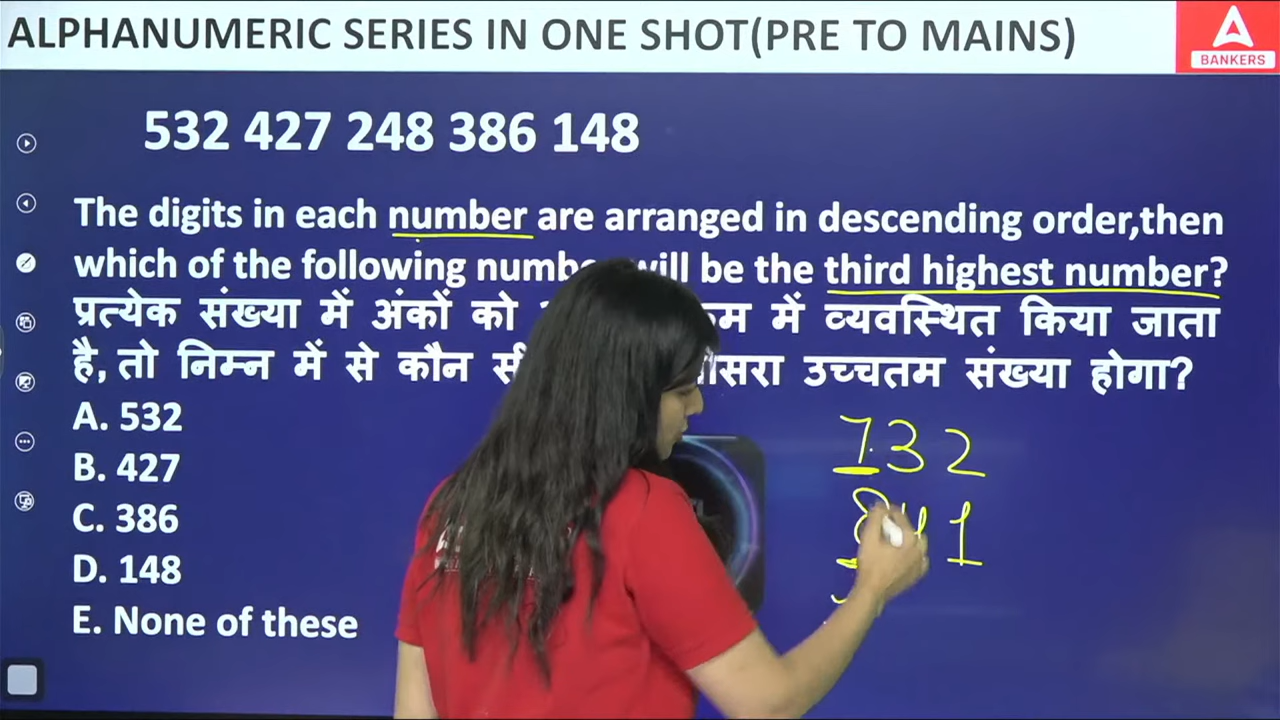 ALPHANUMERIC SERIES IN ONE SHOT(PRE TO MAINS)
A
BANKERS
532 427 248 386 148
The digits in each number are arranged in descending order,then
which of the following will be the third highest number?
प्रत्येक संख्या में अंकों को में व्यवस्थित किया जाता
है, तो निम्न में से कौन उच्चतम संख्या होगा?
A. 532
B. 427
C. 386
D. 148
E. None of these
732
841